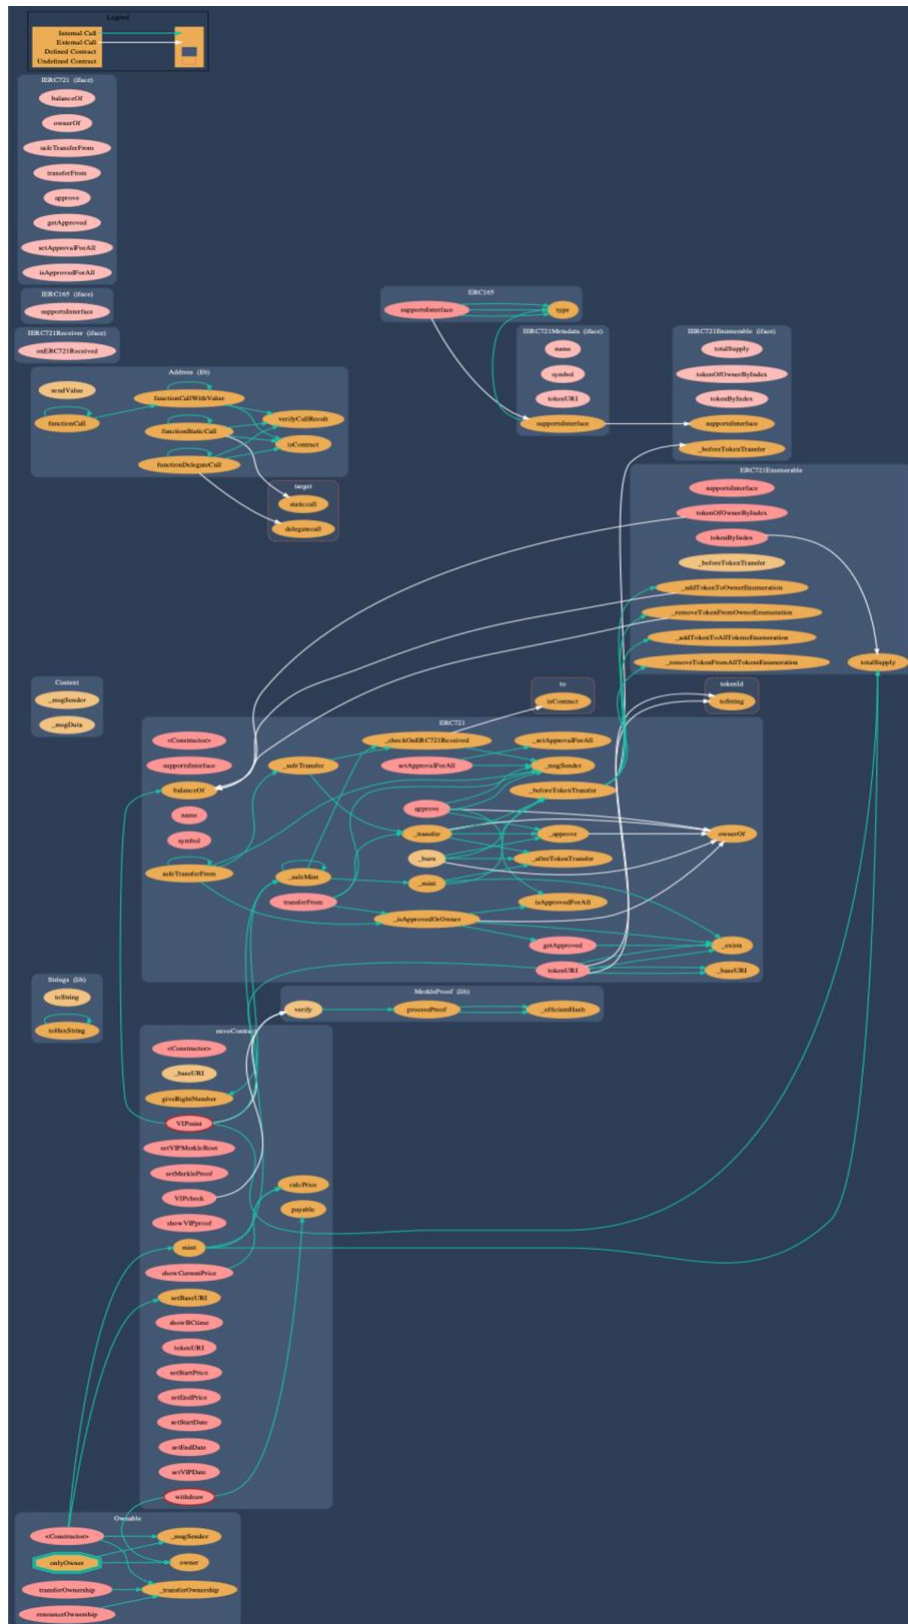 Legend
Internal Call
External Call
Defined Contract
Undefined Contract
IERC721 (iface)
balanceOf
ownerOf
safeTransferFrom
transferFrom
approve
getApproved
setApprovalForAll
isApprovedForAll
IERC165 (iface)
supportsInterface
IERC721Receiver (iface)
onERC721Received
ERC165
supportsInterface
type
IERC721Metadata (iface)
name
symbol
tokenURI
supportsInterface
IERC721Enumerable (iface)
totalSupply
tokenOfOwnerByIndex
tokenByIndex
supportsInterface
_beforeTokenTransfer
Address (lib)
sendValue
functionCall
functionCallWithValue
functionStaticCall
functionDelegateCall
verifyCallResult
isContract
target
staticcall
delegatecall
ERC721Enumerable
supportsInterface
tokenOfOwnerByIndex
tokenByIndex
_beforeTokenTransfer
_addTokenToOwnerEnumeration
_removeTokenFromOwnerEnumeration
_addTokenToAllTokensEnumeration
_removeTokenFromAllTokensEnumeration
totalSupply
Context
_msgSender
_msgData
to
isContract
tokenId
toString
ERC721
<Constructor>
supportsInterface
balanceOf
name
symbol
safeTransferFrom
_safeTransfer
_safeMint
transferFrom
_checkOnERC721Received
setApprovalForAll
approve
_transfer
_burn
_mint
_isApprovedOrOwner
_setApprovalForAll
_msgSender
_beforeTokenTransfer
_approve
_afterTokenTransfer
isApprovedForAll
getApproved
tokenURI
ownerOf
_exists
_baseURI
Strings (lib)
toString
toHexString
MerkleProof (lib)
verify
processProof
_efficientHash
<Constructor>
_baseURI
giveRightNumber
VIPmint
setVIPMerkleRoot
setMerkleProof
VIPcheck
showVIPproof
mint
showCurrentPrice
setBaseURI
showBCtime
tokenURI
setStartPrice
setEndPrice
setStartDate
setEndDate
setVIPDate
withdraw
calcPrice
payable
Ownable
<Constructor>
onlyOwner
transferOwnership
renounceOwnership
_msgSender
owner
_transferOwnership